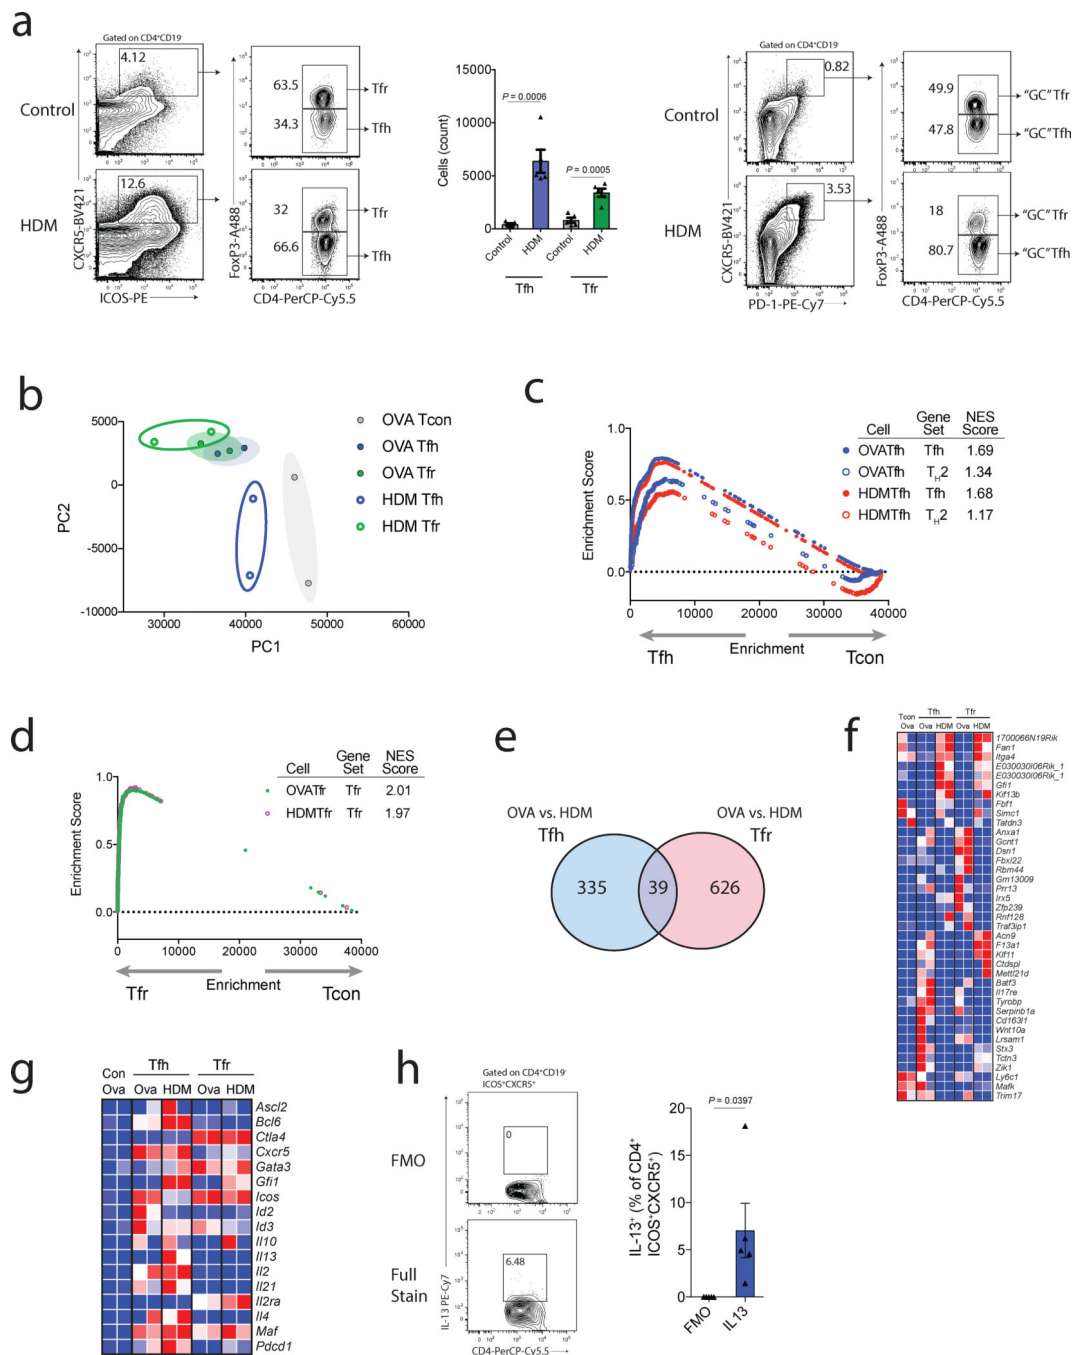 a
Gated on CD4⁺CD19⁻
4.12
Control
63.5
34.3
Tfr
Tfh
12.6
HDM
32
66.6
Tfr
Tfh
CXCR5-BV421
ICOS-PE
FoxP3-A488
CD4-PerCP-Cy5.5
Cells (count)
15000
10000
5000
0
P = 0.0006
P = 0.0005
Control
HDM
Control
HDM
Tfh
Tfr
Gated on CD4⁺CD19⁻
0.82
Control
49.9
47.8
"GC"Tfr
"GC"Tfh
3.53
HDM
18
80.7
"GC"Tfr
"GC"Tfh
CXCR5-BV421
PD-1-PE-Cy7
FoxP3-A488
CD4-PerCP-Cy5.5
b
5000
0
-5000
-10000
PC2
30000 40000 50000 60000
PC1
OVA Tcon
OVA Tfh
OVA Tfr
HDM Tfh
HDM Tfr
c
Cell Gene Set NES Score
OVATfh Tfh 1.69
OVATfh TH2 1.34
HDMTfh Tfh 1.68
HDMTfh TH2 1.17
Enrichment Score
1.0
0.5
0.0
0 10000 20000 30000 40000
Enrichment
Tfh Tcon
d
Cell Gene Set NES Score
OVATfr Tfr 2.01
HDMTfr Tfr 1.97
Enrichment Score
1.0
0.5
0.0
0 10000 20000 30000 40000
Enrichment
Tfr Tcon
e
OVA vs. HDM
Tfh
OVA vs. HDM
Tfr
335 39 626
f
Tfh Tfr
Tcon
Ova Ova HDM Ova HDM
1700066N19Rik
Fan1
Itga4
E030030I06Rik_1
E030030I06Rik_1
Gfi1
Kif13b
Fbf1
Simc1
Tatdn3
Anxa1
Gcnt1
Dsn1
Fbxl22
Rbm44
Gm13009
Prr13
Irx5
Zfp239
Rnf128
Traf3ip1
Acn9
F13a1
Klf11
Ctdspl
Mettl21d
Batf3
Il17re
Tyrobp
Serpinb1a
Cd163l1
Wnt10a
Lrsam1
Stx3
Tctn3
Zik1
Ly6c1
Mafk
Trim17
g
Tfh Tfr
Con
Ova Ova HDM Ova HDM
Ascl2
Bcl6
Ctla4
Cxcr5
Gata3
Gfi1
Icos
Id2
Id3
Il10
Il13
Il2
Il21
Il2ra
Il4
Maf
Pdcd1
h
Gated on CD4⁺CD19⁻
ICOS⁺CXCR5⁺
0
FMO
6.48
Full
Stain
IL-13 PE-Cy7
CD4-PerCP-Cy5.5
IL-13⁺ (% of CD4⁺
ICOS⁺CXCR5⁺)
P = 0.0397
20
15
10
5
0
FMO
IL13